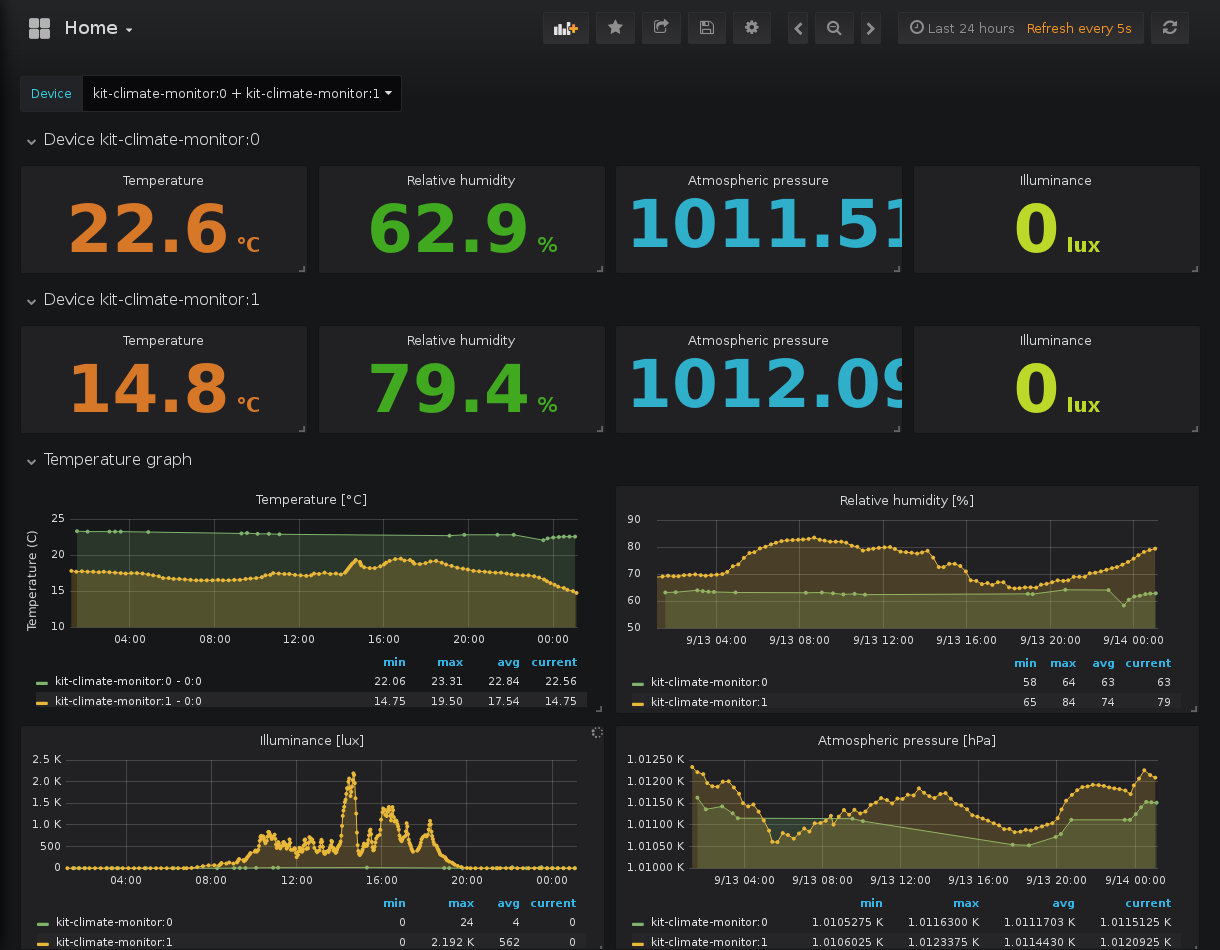 Home
Last 24 hours Refresh every 5s
Device kit-climate-monitor:0 + kit-climate-monitor:1
Device kit-climate-monitor:0
Temperature Relative humidity Atmospheric pressure Illuminance
22.6 °C 62.9 % 1011.51 0 lux
Device kit-climate-monitor:1
Temperature Relative humidity Atmospheric pressure Illuminance
14.8 °C 79.4 % 1012.09 0 lux
Temperature graph
Temperature [°C]
Temperature (C)
25
20
15
10
04:00 08:00 12:00 16:00 20:00 00:00
min max avg current
kit-climate-monitor:0 - 0:0 22.06 23.31 22.84 22.56
kit-climate-monitor:1 - 0:0 14.75 19.50 17.54 14.75
Relative humidity [%]
90
80
70
60
50
9/13 04:00 9/13 08:00 9/13 12:00 9/13 16:00 9/13 20:00 9/14 00:00
min max avg current
kit-climate-monitor:0 58 64 63 63
kit-climate-monitor:1 65 84 74 79
Illuminance [lux]
2.5 K
2.0 K
1.5 K
1.0 K
500
0
04:00 08:00 12:00 16:00 20:00 00:00
min max avg current
kit-climate-monitor:0 0 24 4 0
kit-climate-monitor:1 0 2.192 K 562 0
Atmospheric pressure [hPa]
1.01250 K
1.01200 K
1.01150 K
1.01100 K
1.01050 K
1.01000 K
9/13 04:00 9/13 08:00 9/13 12:00 9/13 16:00 9/13 20:00 9/14 00:00
min max avg current
kit-climate-monitor:0 1.0105275 K 1.0116300 K 1.0111703 K 1.0115125 K
kit-climate-monitor:1 1.0106025 K 1.0123375 K 1.0114430 K 1.0120925 K